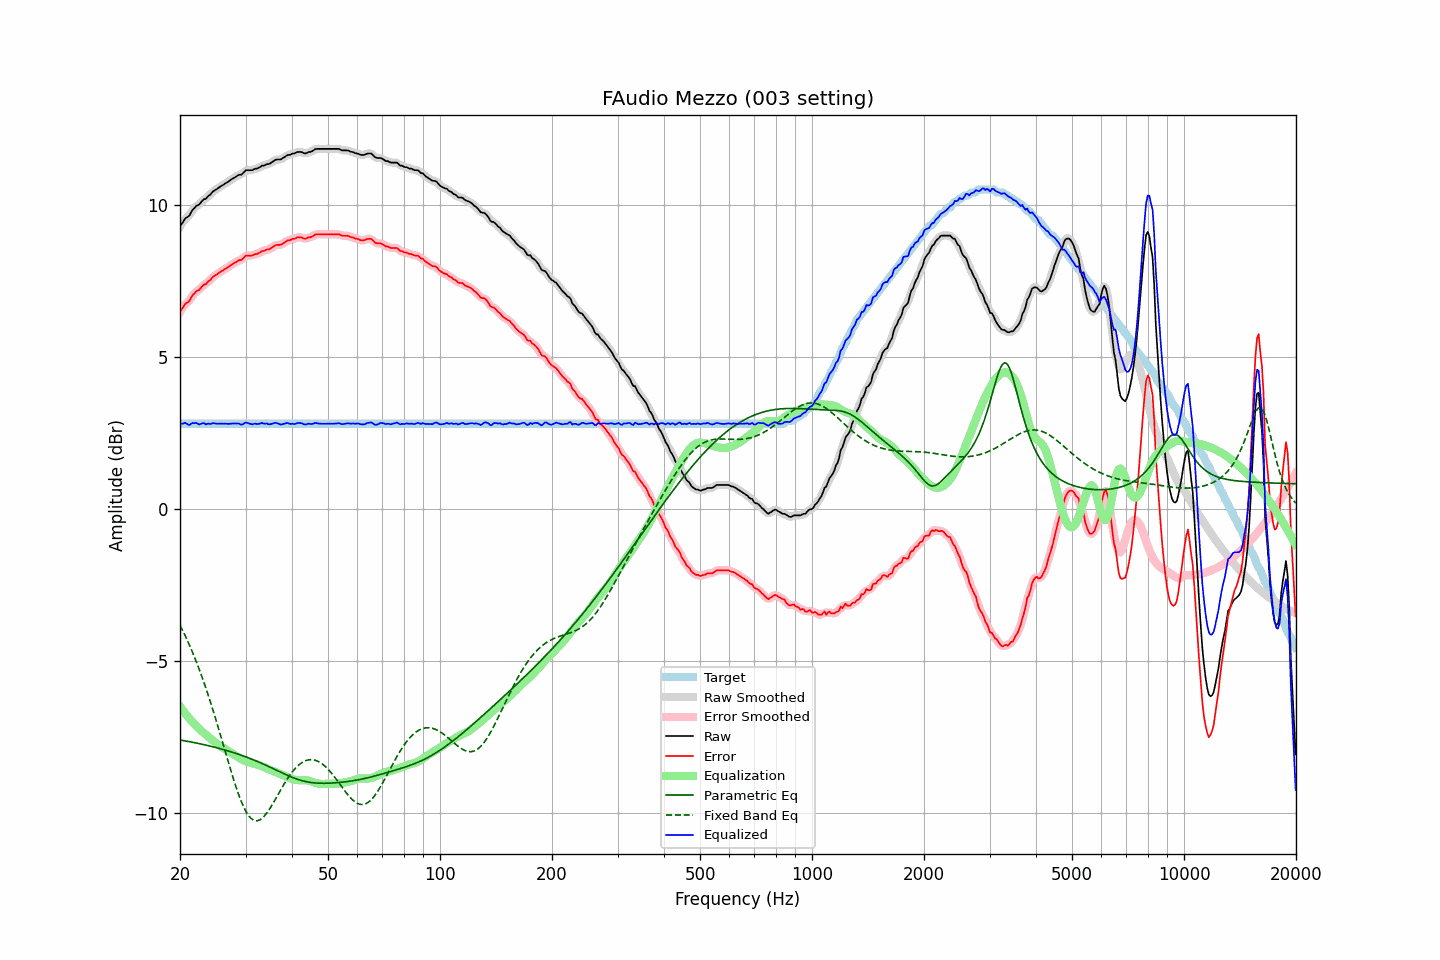 FAudio Mezzo (003 setting)
Amplitude (dBr)
10
5
0
−5
−10
Target
Raw Smoothed
Error Smoothed
Raw
Error
Equalization
Parametric Eq
Fixed Band Eq
Equalized
20
50
100
200
500
1000
2000
5000
10000
20000
Frequency (Hz)